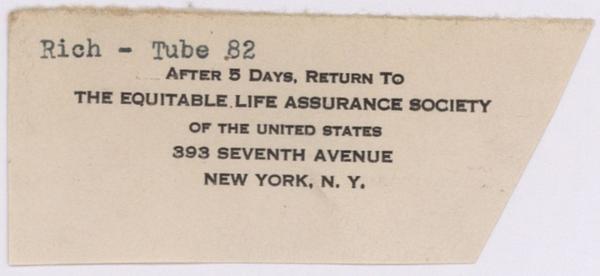 Rich - Tube 82
AFTER 5 DAYS, RETURN TO
THE EQUITABLE LIFE ASSURANCE SOCIETY
OF THE UNITED STATES
393 SEVENTH AVENUE
NEW YORK, N. Y.